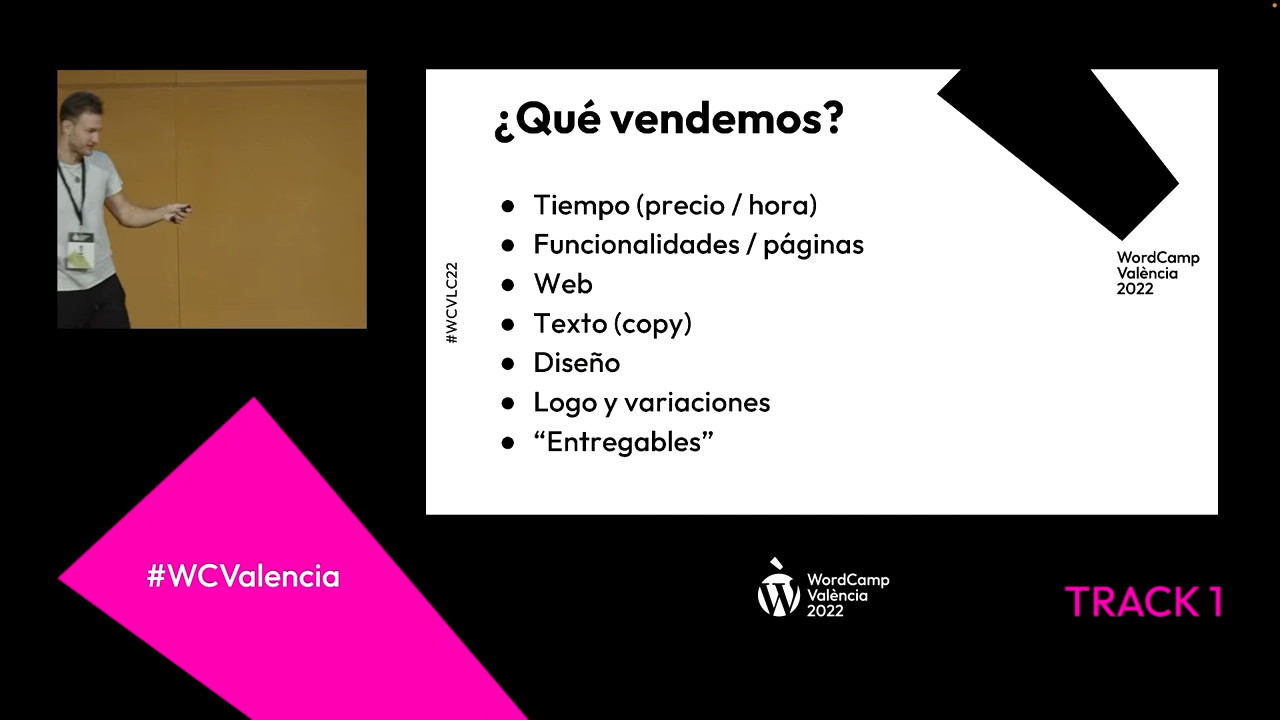 ¿Qué vendemos?
● Tiempo (precio / hora)
● Funcionalidades / páginas
● Web
● Texto (copy)
● Diseño
● Logo y variaciones
● “Entregables”
#WCVLC22
WordCamp
València
2022
#WCValencia
WordCamp
València
2022
TRACK 1